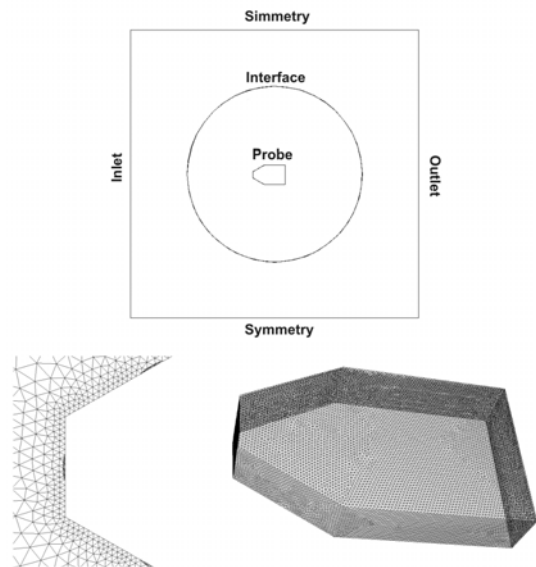 Simmetry
Interface
Probe
Inlet
Outlet
Symmetry